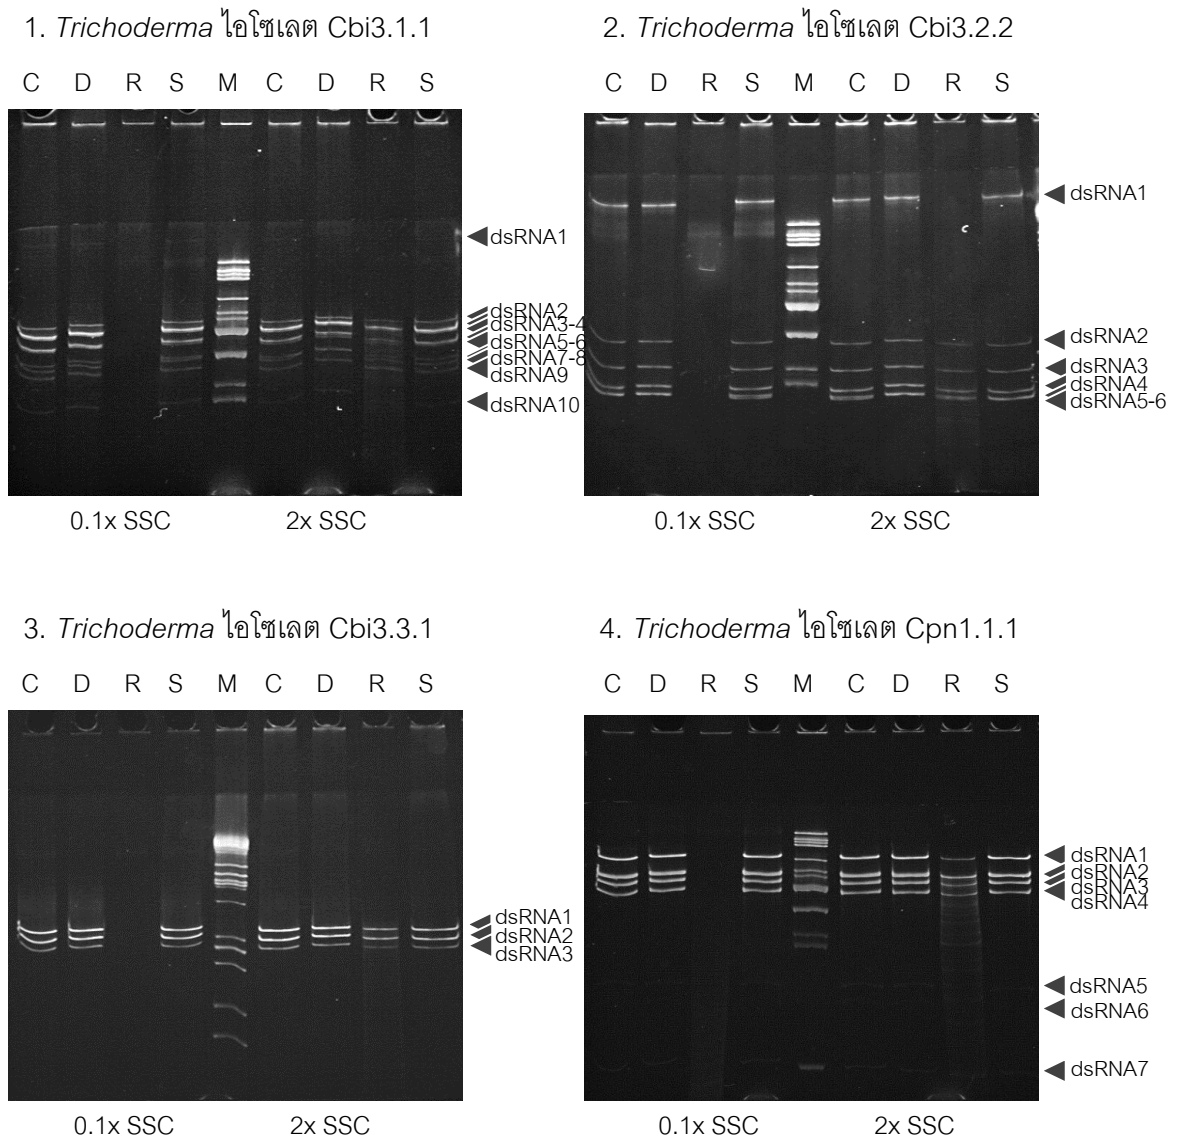 1. Trichoderma ไอโซเลต Cbi3.1.1
C D R S M C D R S
dsRNA1
dsRNA2
dsRNA3-4
dsRNA5-6
dsRNA7-8
dsRNA9
dsRNA10
0.1x SSC 2x SSC
2. Trichoderma ไอโซเลต Cbi3.2.2
C D R S M C D R S
dsRNA1
dsRNA2
dsRNA3
dsRNA4
dsRNA5-6
0.1x SSC 2x SSC
3. Trichoderma ไอโซเลต Cbi3.3.1
C D R S M C D R S
dsRNA1
dsRNA2
dsRNA3
0.1x SSC 2x SSC
4. Trichoderma ไอโซเลต Cpn1.1.1
C D R S M C D R S
dsRNA1
dsRNA2
dsRNA3
dsRNA4
dsRNA5
dsRNA6
dsRNA7
0.1x SSC 2x SSC